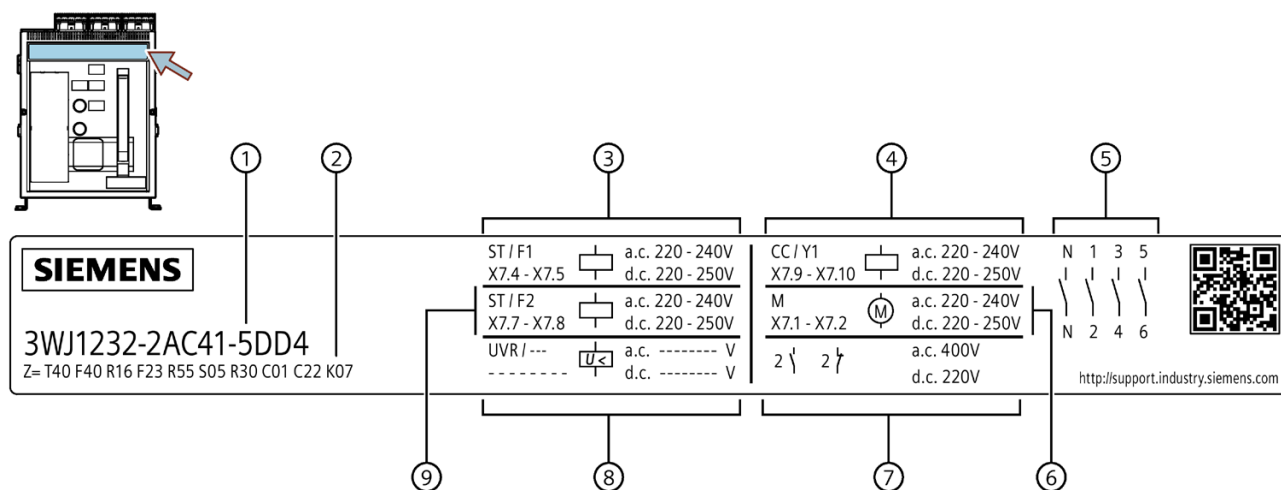 1
2
3
4
5
SIEMENS
3WJ1232-2AC41-5DD4
Z= T40 F40 R16 F23 R55 S05 R30 C01 C22 K07
ST / F1 a.c. 220 - 240V
X7.4 - X7.5 d.c. 220 - 250V
ST / F2 a.c. 220 - 240V
X7.7 - X7.8 d.c. 220 - 250V
UVR / --- U< a.c. -------- V
--------- d.c. -------- V
CC / Y1 a.c. 220 - 240V
X7.9 - X7.10 d.c. 220 - 250V
M M a.c. 220 - 240V
X7.1 - X7.2 d.c. 220 - 250V
2 2 a.c. 400V
d.c. 220V
N 1 3 5
N 2 4 6
http://support.industry.siemens.com
9
8
7
6